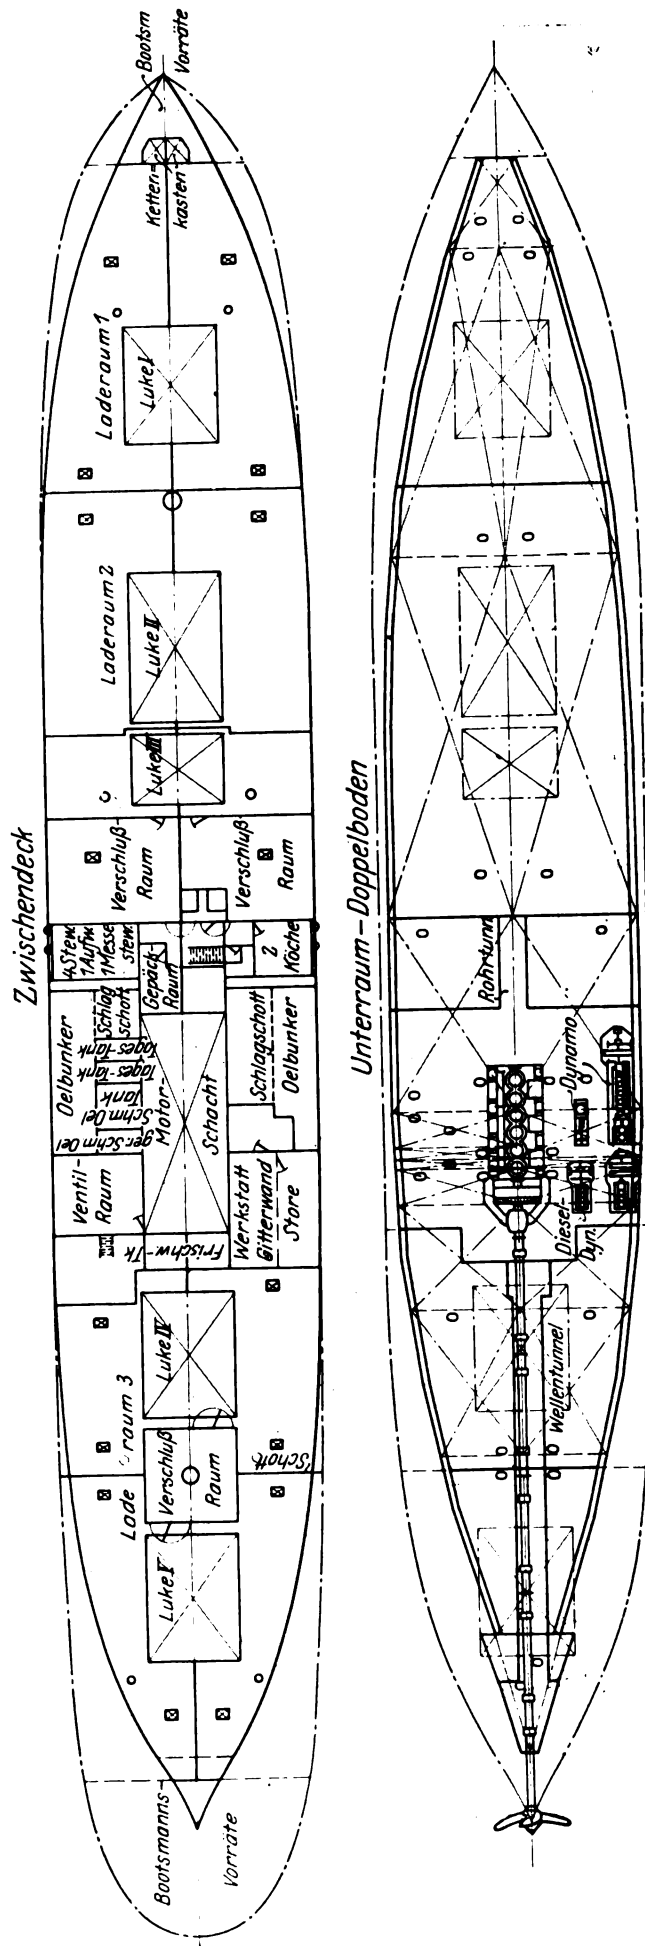 Zwischendeck
Bootsm
Vorräte
Ketten-
kasten-
Laderaum 1
Luke I
Laderaum 2
Luke II
Luke III
Verschluß-
Raum
Verschluß-
Raum
4 Stew.
1 Aufw.
1 Messe
stew.
Gepäck-
Raum
2
Köche
Oelbunker
Schlag
schott
Tages-Tank
Tages-Tank
Tank
Schm Oel
ger. Schm Oel
Motor-
Schacht
Schlagschott
Oelbunker
Ventil-
Raum
Werkstatt
Gitterwand
Store
Frischw.-Tk
Luke IV
Lade
raum 3
Verschluß
Raum
Schott
Luke V
Bootsmanns-
Vorräte
Unterraum-Doppelboden
Rohrtunn.
Dynamo
Diesel-
Dyn.
Wellentunnel